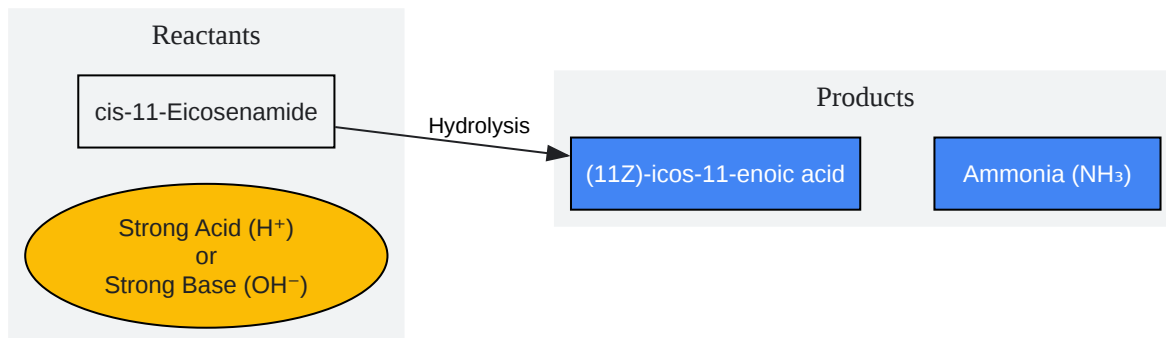 Reactants
cis-11-Eicosenamide
Strong Acid (H⁺)
or
Strong Base (OH⁻)
Hydrolysis
Products
(11Z)-icos-11-enoic acid
Ammonia (NH₃)